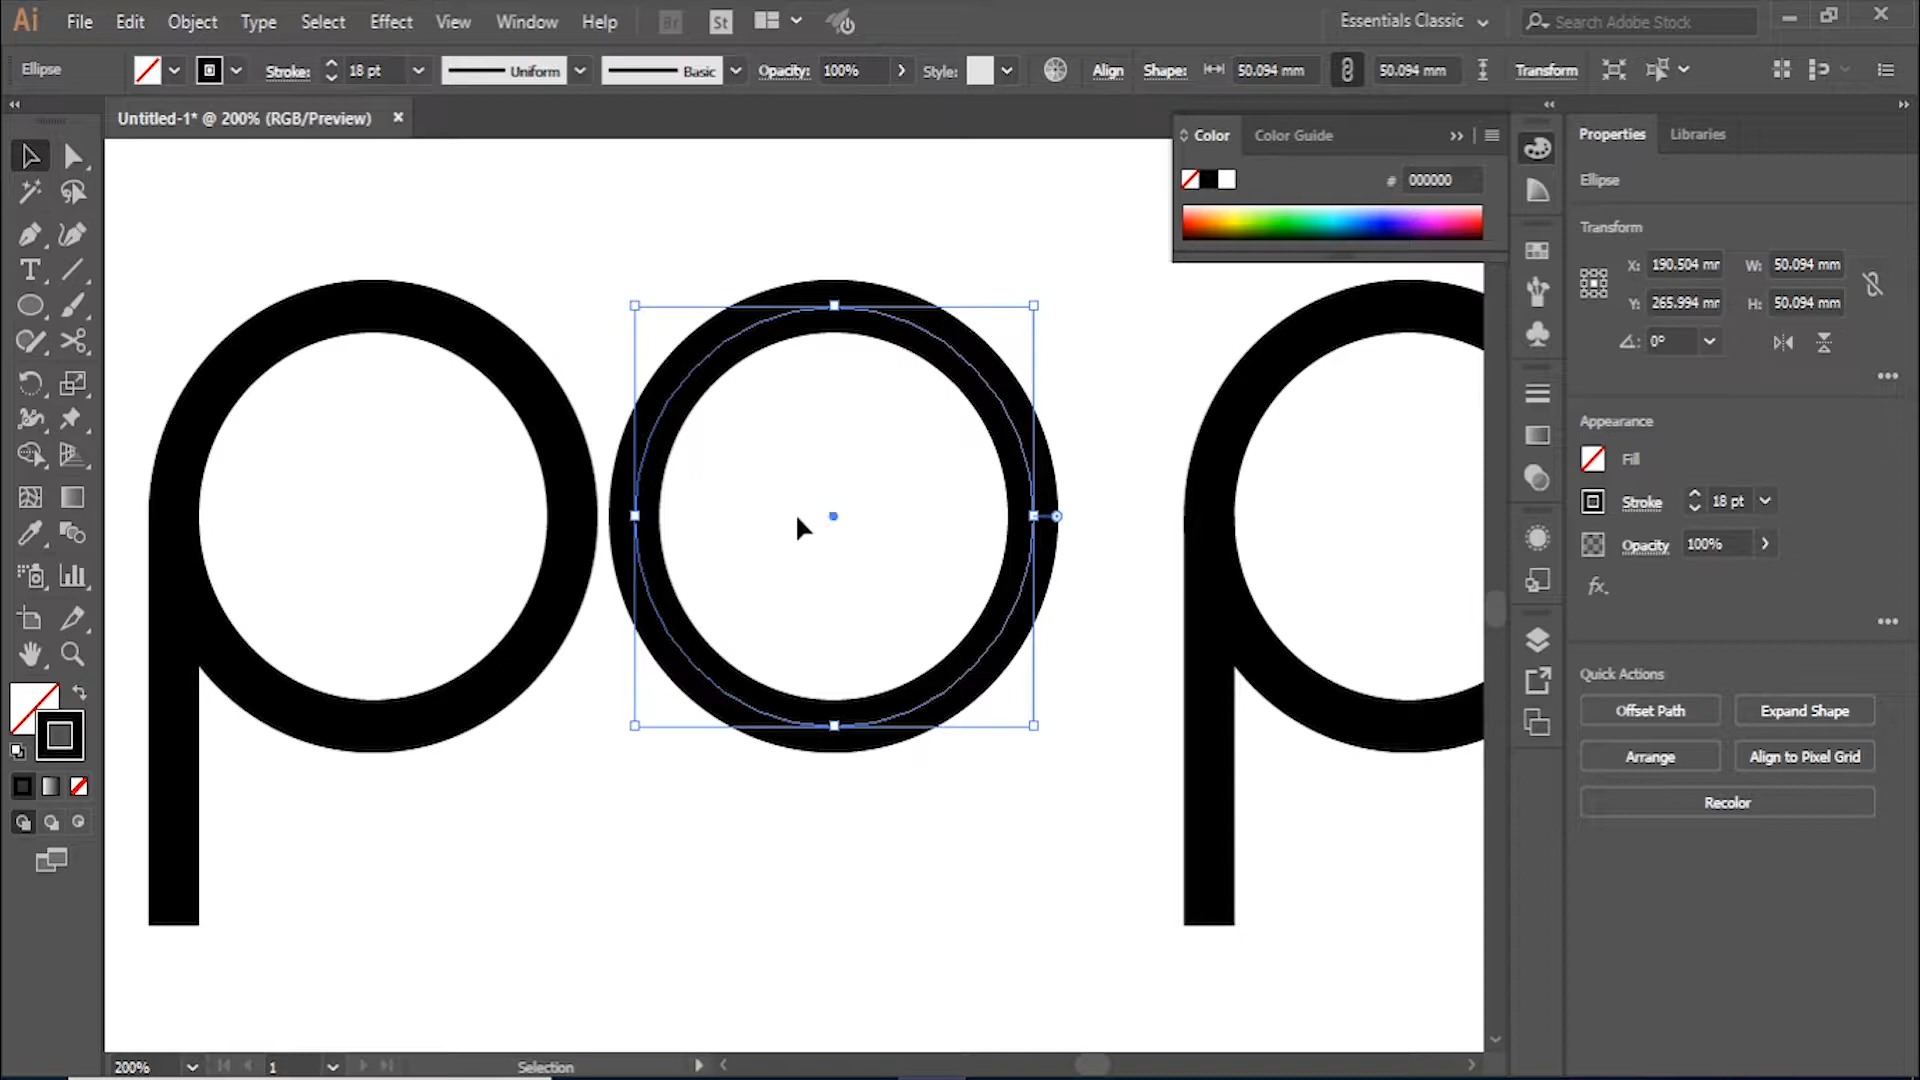 Ai File Edit Object Type Select Effect View Window Help Br St Essentials Classic Search Adobe Stock
Ellipse Stroke: 18 pt Uniform Basic Opacity: 100% Style: Align Shape: 50.094 mm 50.094 mm Transform
Untitled-1* @ 200% (RGB/Preview)
Color Color Guide
# 000000
Properties Libraries
Ellipse
Transform
X: 190.504 mm W: 50.094 mm
Y: 265.994 mm H: 50.094 mm
0°
Appearance
Fill
Stroke 18 pt
Opacity 100%
fx.
Quick Actions
Offset Path Expand Shape
Arrange Align to Pixel Grid
Recolor
pop
200% 1 Selection